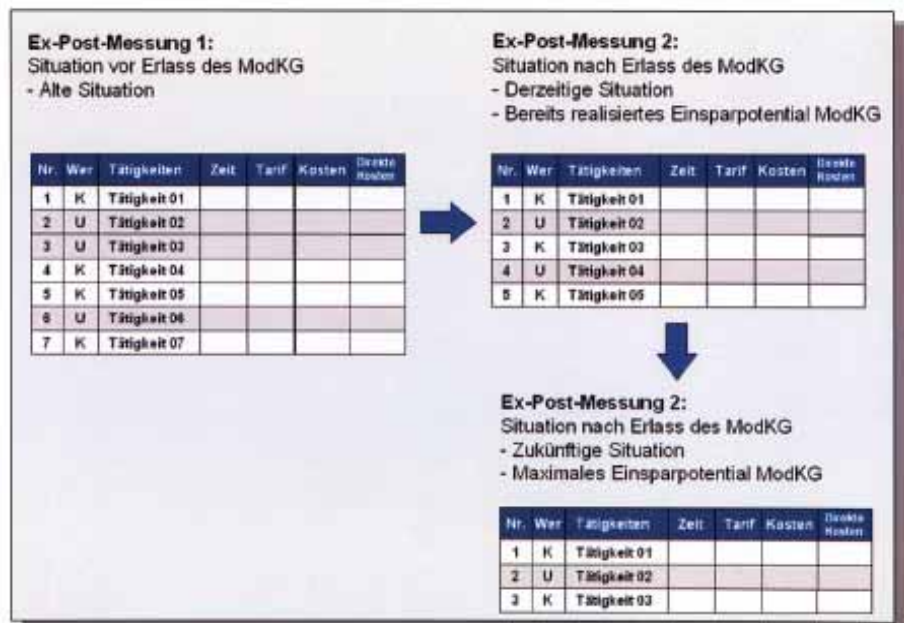 Ex-Post-Messung 1:
Situation vor Erlass des ModKG
- Alte Situation
Nr. Wer Tätigkeiten Zeit Tarif Kosten Direkte Kosten
1 K Tätigkeit 01
2 U Tätigkeit 02
3 U Tätigkeit 03
4 K Tätigkeit 04
5 K Tätigkeit 05
6 U Tätigkeit 06
7 K Tätigkeit 07
Ex-Post-Messung 2:
Situation nach Erlass des ModKG
- Derzeitige Situation
- Bereits realisiertes Einsparpotential ModKG
Nr. Wer Tätigkeiten Zeit Tarif Kosten Direkte Kosten
1 K Tätigkeit 01
2 U Tätigkeit 02
3 K Tätigkeit 03
4 U Tätigkeit 04
5 K Tätigkeit 05
Ex-Post-Messung 2:
Situation nach Erlass des ModKG
- Zukünftige Situation
- Maximales Einsparpotential ModKG
Nr. Wer Tätigkeiten Zeit Tarif Kosten Direkte Kosten
1 K Tätigkeit 01
2 U Tätigkeit 02
3 K Tätigkeit 03